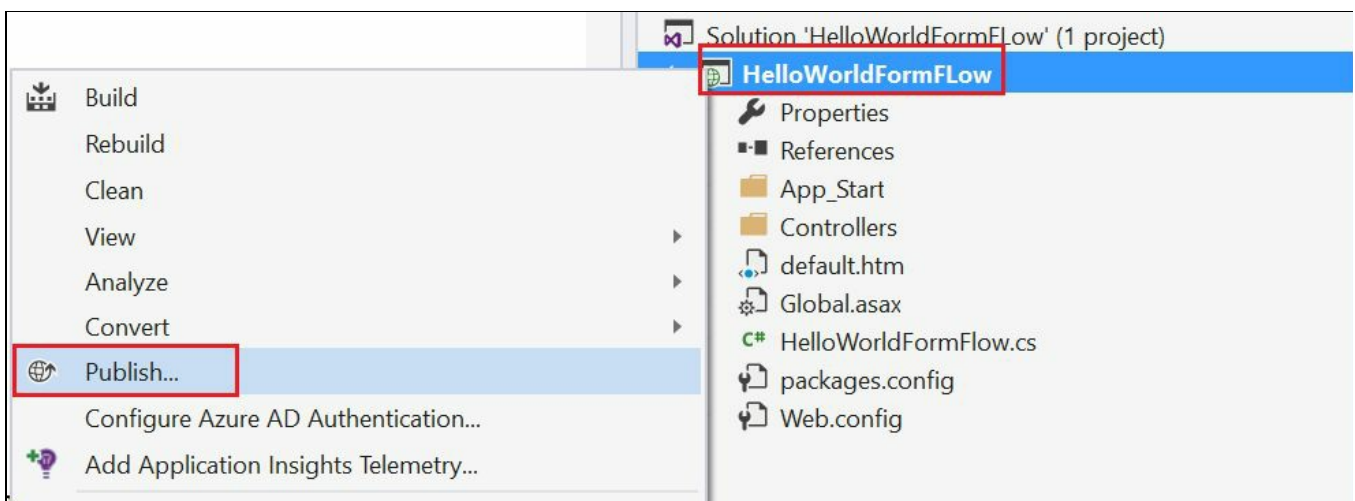 Solution 'HelloWorldFormFLow' (1 project)
HelloWorldFormFLow
Properties
References
App_Start
Controllers
default.htm
Global.asax
C# HelloWorldFormFlow.cs
packages.config
Web.config
Build
Rebuild
Clean
View
Analyze
Convert
Publish...
Configure Azure AD Authentication...
Add Application Insights Telemetry...